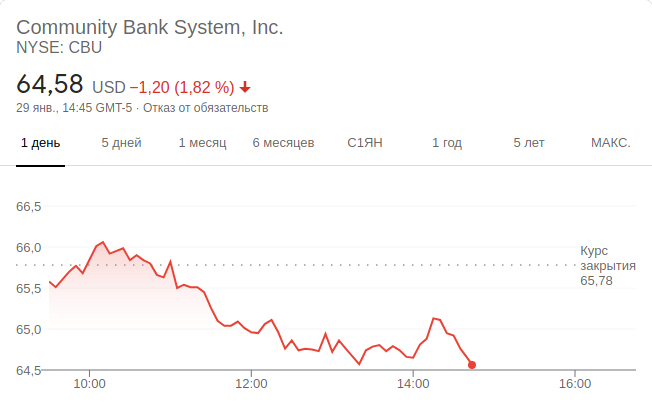 Community Bank System, Inc.
NYSE: CBU
64,58 USD −1,20 (1,82 %)
29 янв., 14:45 GMT-5 · Отказ от обязательств
1 день 5 дней 1 месяц 6 месяцев С1ЯН 1 год 5 лет МАКС.
66,5
66,0
65,5
65,0
64,5
Курс
закрытия
65,78
10:00 12:00 14:00 16:00